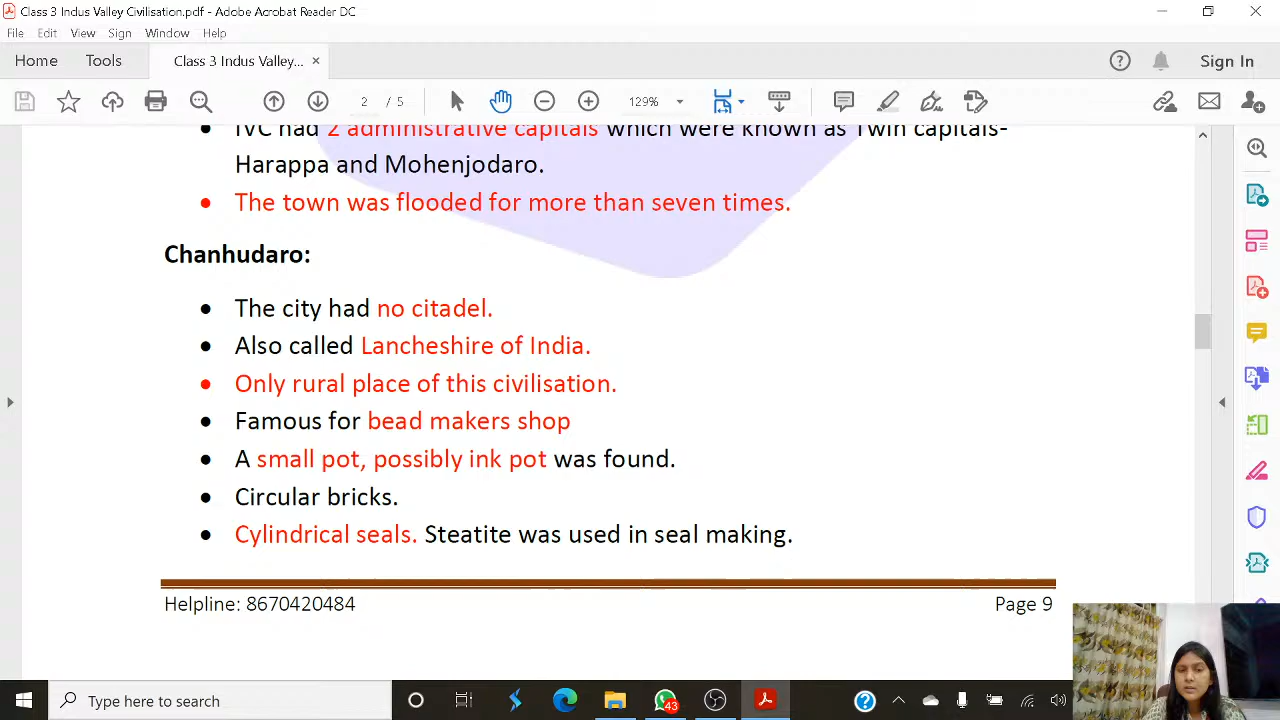 Class 3 Indus Valley Civilisation.pdf - Adobe Acrobat Reader DC
File Edit View Sign Window Help
Home Tools Class 3 Indus Valley... × Sign In
2 / 5 129%
IVC had 2 administrative capitals which were known as Twin capitals-
Harappa and Mohenjodaro.
• The town was flooded for more than seven times.
Chanhudaro:
• The city had no citadel.
• Also called Lancheshire of India.
• Only rural place of this civilisation.
• Famous for bead makers shop
• A small pot, possibly ink pot was found.
• Circular bricks.
• Cylindrical seals. Steatite was used in seal making.
Helpline: 8670420484 Page 9
Type here to search 43